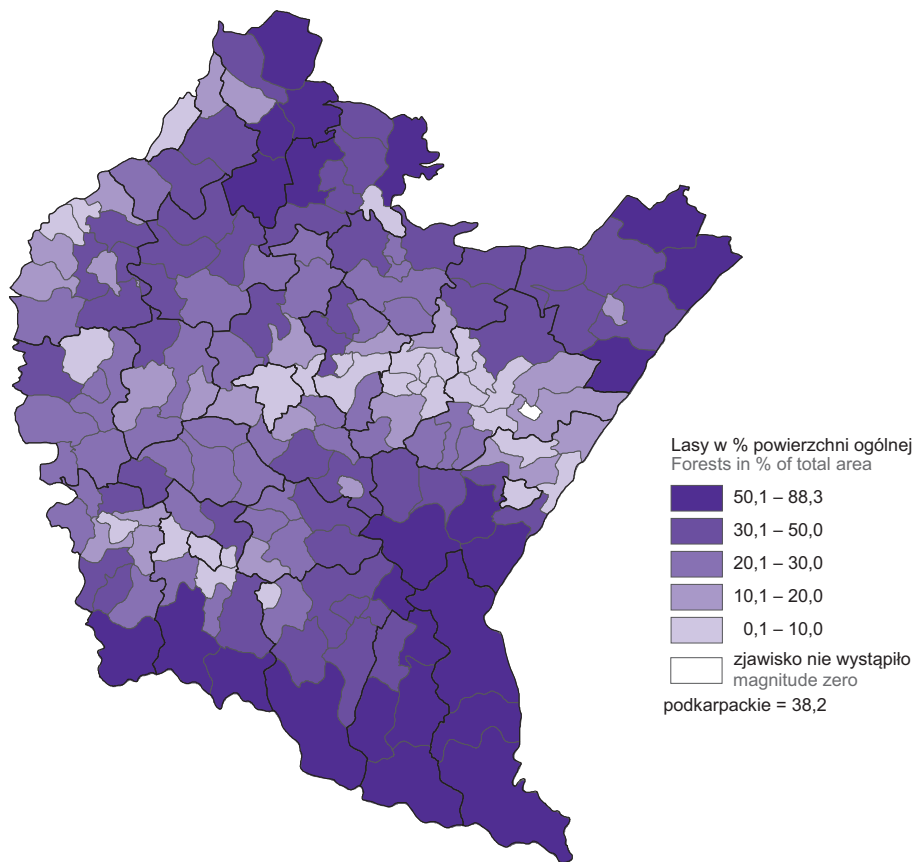 Lasy w % powierzchni ogólnej
Forests in % of total area
50,1 – 88,3
30,1 – 50,0
20,1 – 30,0
10,1 – 20,0
0,1 – 10,0
zjawisko nie wystąpiło
magnitude zero
podkarpackie = 38,2